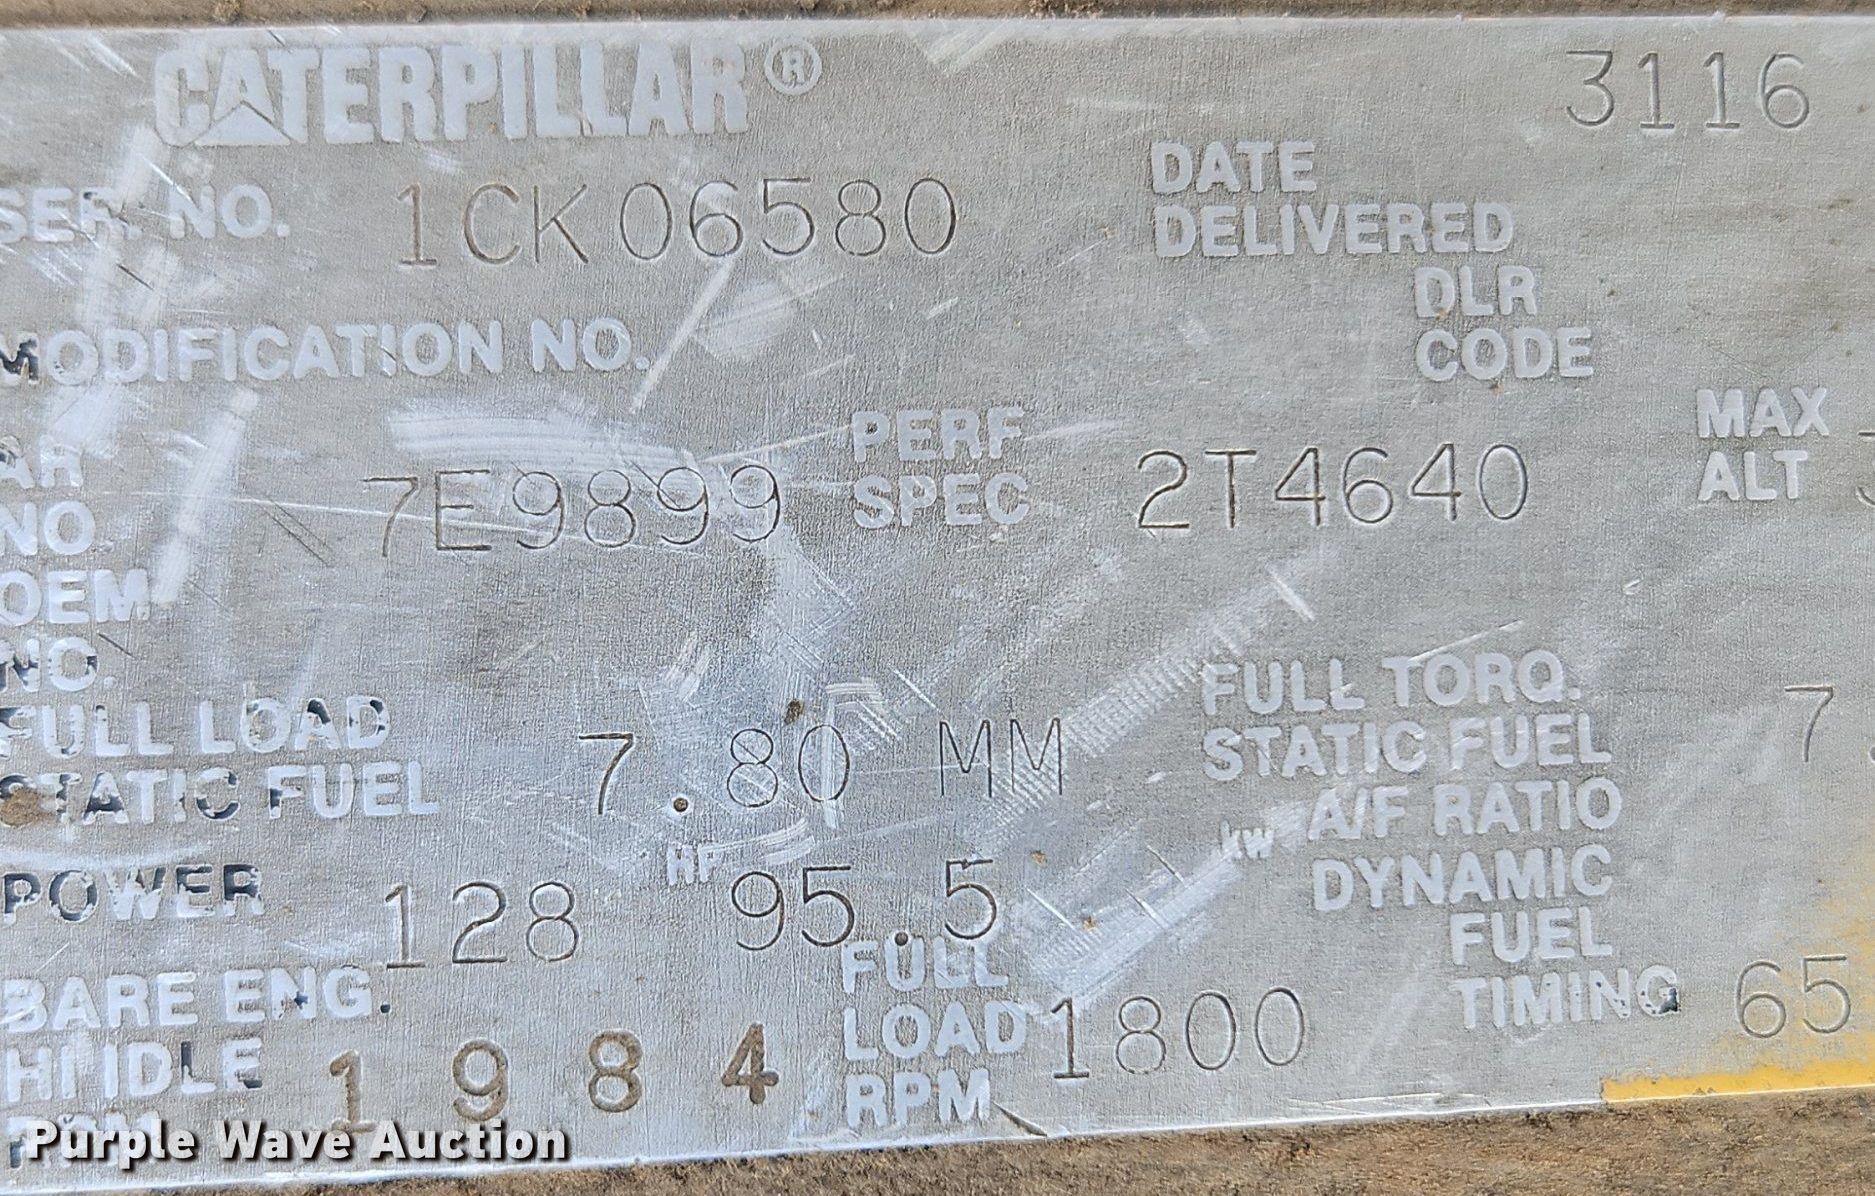 CATERPILLAR® 3116
SER. NO. 1CK06580
DATE
DELIVERED
DLR
CODE
MODIFICATION NO.
AR
NO 7E9899
PERF
SPEC 2T4640
MAX
ALT
OEM
NO.
FULL LOAD
STATIC FUEL 7.80 MM
FULL TORQ.
STATIC FUEL 7
A/F RATIO
DYNAMIC
FUEL
TIMING 65
POWER 128 HP 95.5 kw
BARE ENG.
HI IDLE
RPM 1984
FULL
LOAD
RPM 1800
Purple Wave Auction